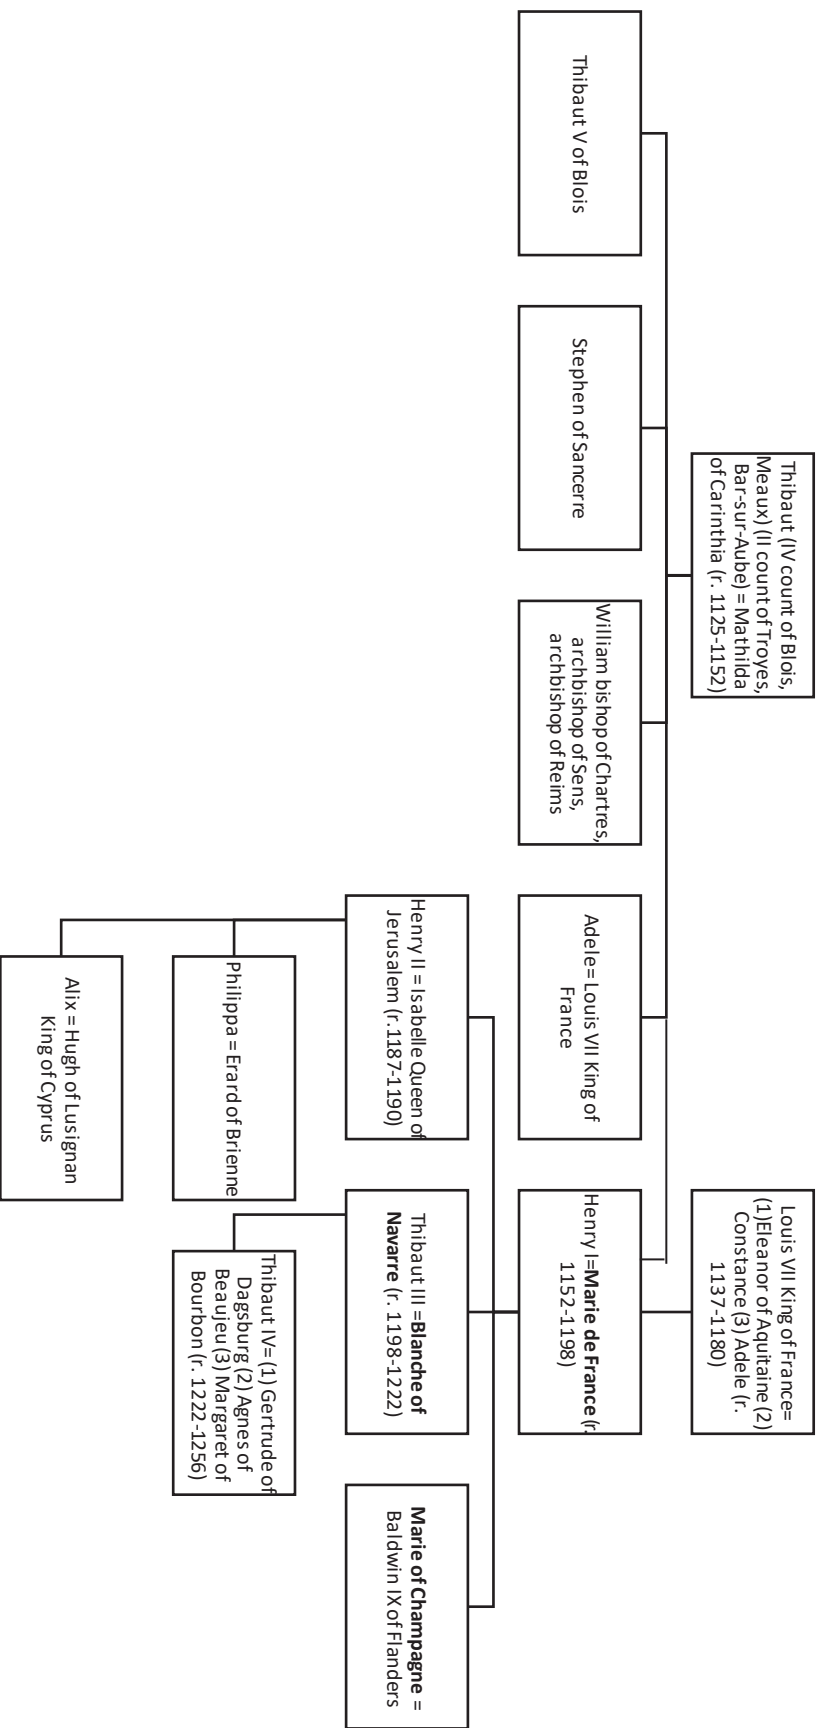 Thibaut (IV count of Blois,
Meaux) (II count of Troyes,
Bar-sur-Aube) = Mathilda
of Carinthia (r. 1125-1152)
Louis VII King of France=
(1)Eleanor of Aquitaine (2)
Constance (3) Adele (r.
1137-1180)
Thibaut V of Blois
Stephen of Sancerre
William bishop of Chartres,
archbishop of Sens,
archbishop of Reims
Adele= Louis VII King of
France
Henry I=Marie de France (r.
1152-1198)
Henry II = Isabelle Queen of
Jerusalem (r.1187-1190)
Thibaut III =Blanche of
Navarre (r. 1198-1222)
Marie of Champagne =
Baldwin IX of Flanders
Philippa = Erard of Brienne
Thibaut IV= (1) Gertrude of
Dagsburg (2) Agnes of
Beaujeu (3) Margaret of
Bourbon (r. 1222-1256)
Alix = Hugh of Lusignan
King of Cyprus